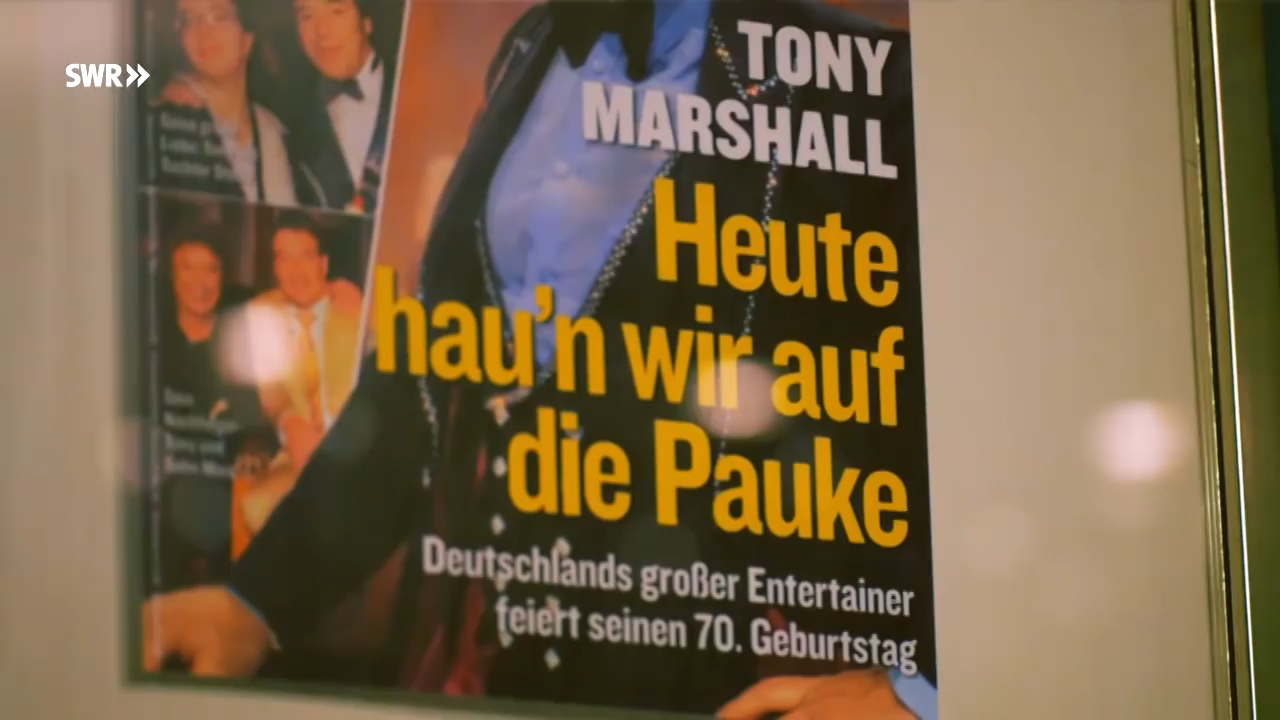 SWR»
TONY
MARSHALL
Heute
hau'n wir auf
die Pauke
Deutschlands großer Entertainer
feiert seinen 70. Geburtstag